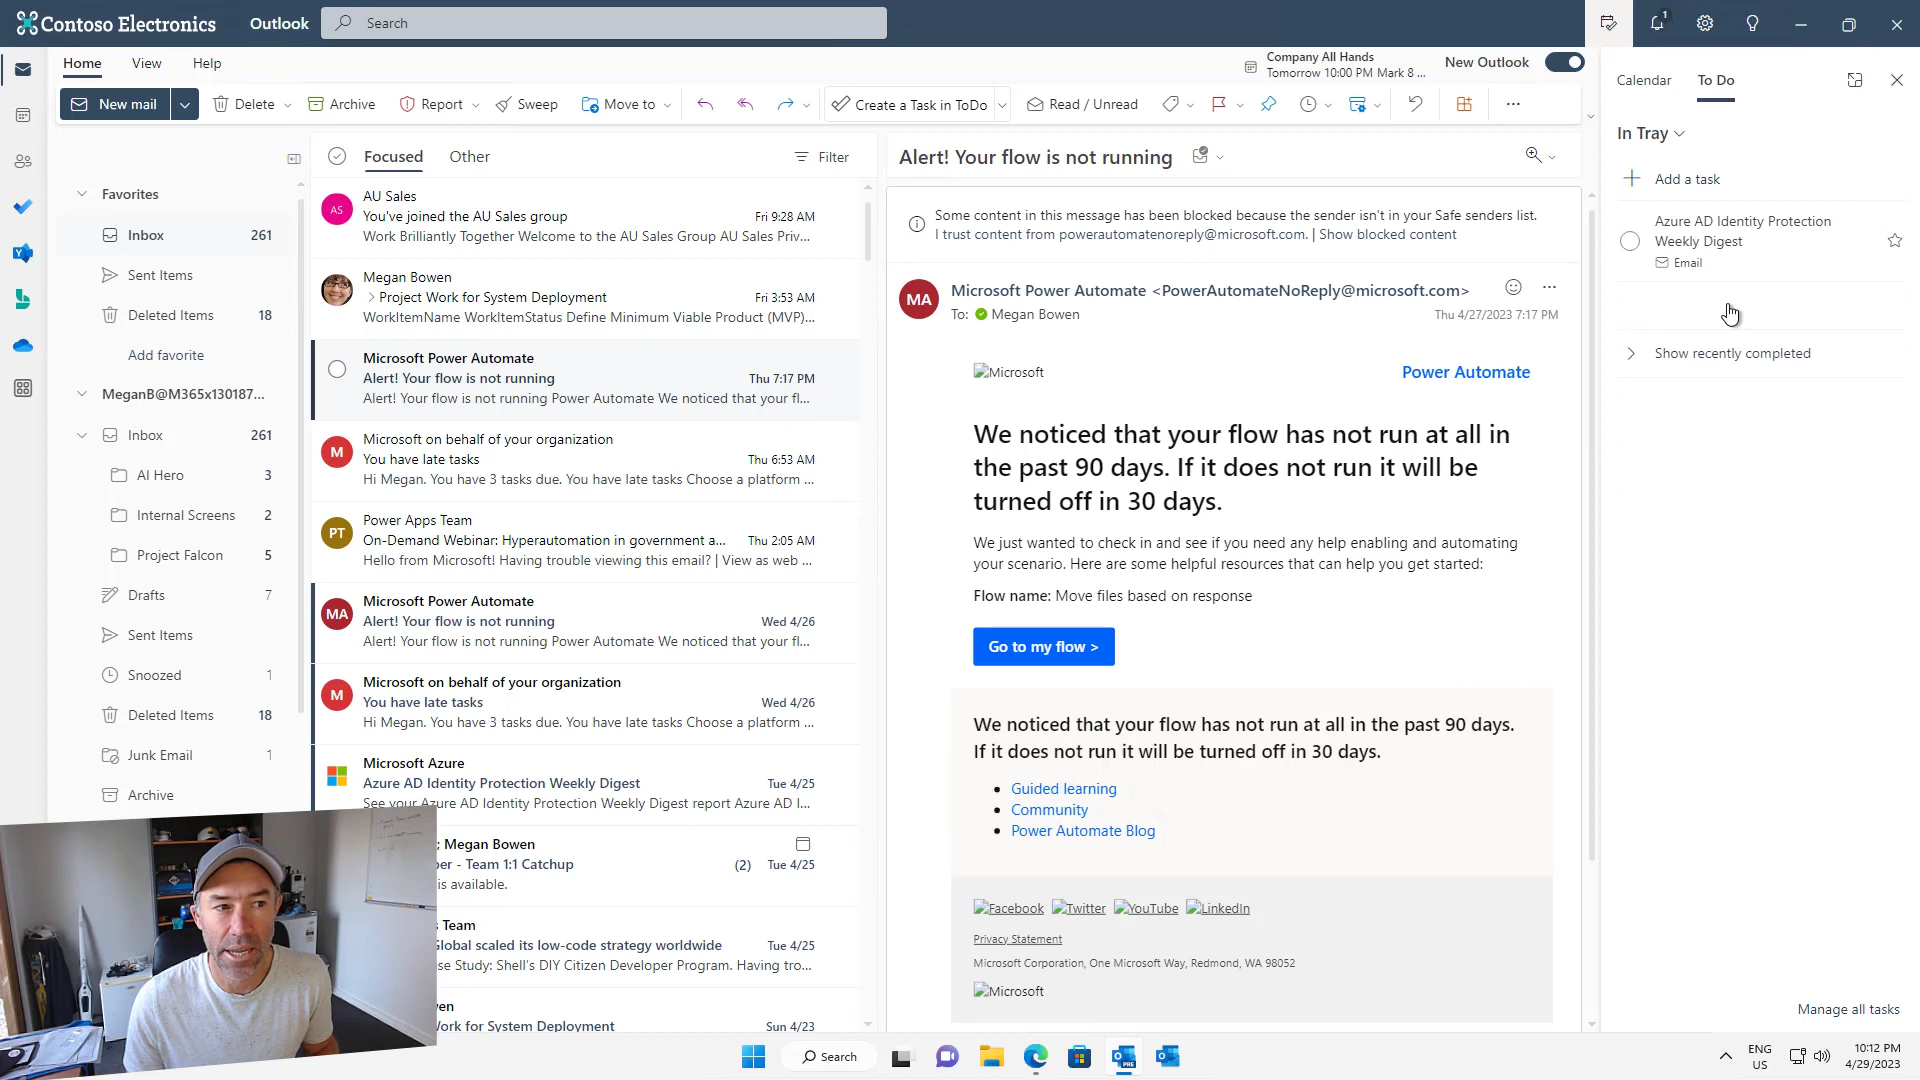 Contoso Electronics
Outlook
Search
1
Home
View
Help
Company All Hands
Tomorrow 10:00 PM Mark 8 ...
New Outlook
New mail
Delete
Archive
Report
Sweep
Move to
Create a Task in ToDo
Read / Unread
Calendar
To Do
In Tray
Add a task
Azure AD Identity Protection
Weekly Digest
Email
Show recently completed
Manage all tasks
Favorites
Inbox 261
Sent Items
Deleted Items 18
Add favorite
MeganB@M365x130187...
Inbox 261
AI Hero 3
Internal Screens 2
Project Falcon 5
Drafts 7
Sent Items
Snoozed 1
Deleted Items 18
Junk Email 1
Archive
Focused
Other
Filter
AS
AU Sales
You've joined the AU Sales group Fri 9:28 AM
Work Brilliantly Together Welcome to the AU Sales Group AU Sales Priv...
Megan Bowen
Project Work for System Deployment Fri 3:53 AM
WorkItemName WorkItemStatus Define Minimum Viable Product (MVP)...
Microsoft Power Automate
Alert! Your flow is not running Thu 7:17 PM
Alert! Your flow is not running Power Automate We noticed that your fl...
M
Microsoft on behalf of your organization
You have late tasks Thu 6:53 AM
Hi Megan. You have 3 tasks due. You have late tasks Choose a platform ...
PT
Power Apps Team
On-Demand Webinar: Hyperautomation in government a... Thu 2:05 AM
Hello from Microsoft! Having trouble viewing this email? | View as web ...
MA
Microsoft Power Automate
Alert! Your flow is not running Wed 4/26
Alert! Your flow is not running Power Automate We noticed that your fl...
M
Microsoft on behalf of your organization
You have late tasks Wed 4/26
Hi Megan. You have 3 tasks due. You have late tasks Choose a platform ...
Microsoft Azure
Azure AD Identity Protection Weekly Digest Tue 4/25
See your Azure AD Identity Protection Weekly Digest report Azure AD I...
; Megan Bowen
per - Team 1:1 Catchup (2) Tue 4/25
is available.
s Team
Global scaled its low-code strategy worldwide Tue 4/25
se Study: Shell's DIY Citizen Developer Program. Having tro...
wen
Work for System Deployment Sun 4/23
Alert! Your flow is not running
Some content in this message has been blocked because the sender isn't in your Safe senders list.
I trust content from powerautomatenoreply@microsoft.com. | Show blocked content
MA
Microsoft Power Automate <PowerAutomateNoReply@microsoft.com>
To: Megan Bowen
Thu 4/27/2023 7:17 PM
Microsoft
Power Automate
We noticed that your flow has not run at all in
the past 90 days. If it does not run it will be
turned off in 30 days.
We just wanted to check in and see if you need any help enabling and automating
your scenario. Here are some helpful resources that can help you get started:
Flow name: Move files based on response
Go to my flow >
We noticed that your flow has not run at all in the past 90 days.
If it does not run it will be turned off in 30 days.
Guided learning
Community
Power Automate Blog
Facebook Twitter YouTube LinkedIn
Privacy Statement
Microsoft Corporation, One Microsoft Way, Redmond, WA 98052
Microsoft
Search
PRE
ENG
US
10:12 PM
4/29/2023